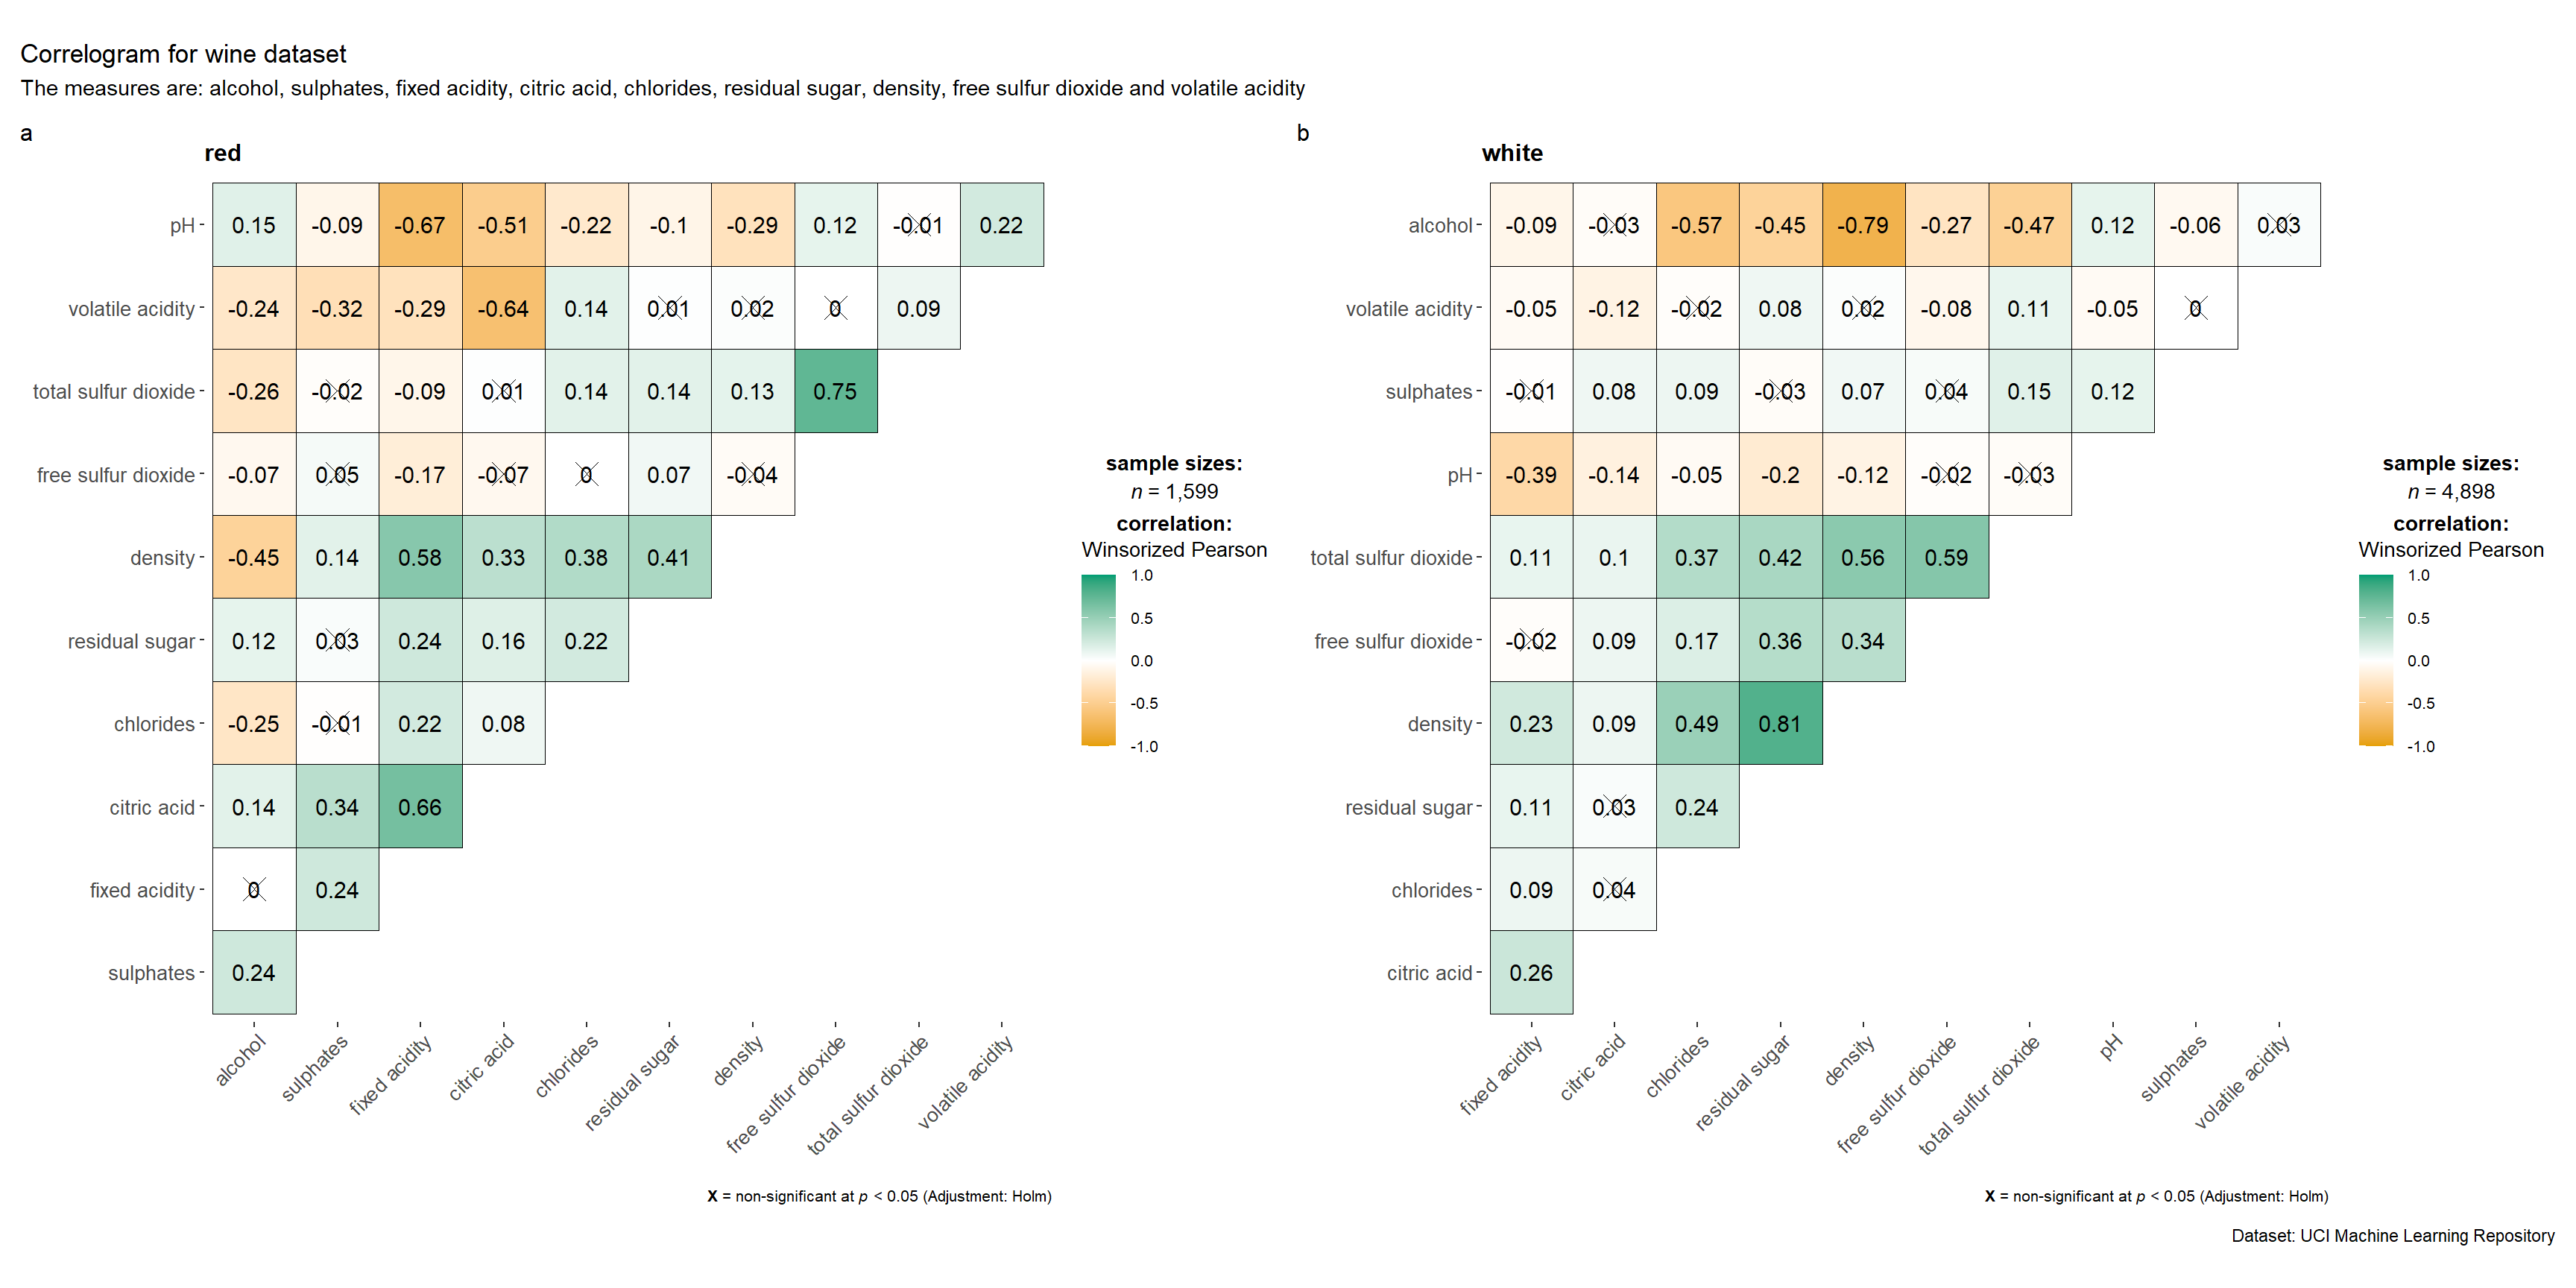 Correlogram for wine dataset
The measures are: alcohol, sulphates, fixed acidity, citric acid, chlorides, residual sugar, density, free sulfur dioxide and volatile acidity
a
red
pH 0.15 -0.09 -0.67 -0.51 -0.22 -0.1 -0.29 0.12 -0.01 0.22
volatile acidity -0.24 -0.32 -0.29 -0.64 0.14 0.01 0.02 0 0.09
total sulfur dioxide -0.26 -0.02 -0.09 0.01 0.14 0.14 0.13 0.75
free sulfur dioxide -0.07 0.05 -0.17 -0.07 0 0.07 -0.04
density -0.45 0.14 0.58 0.33 0.38 0.41
residual sugar 0.12 0.03 0.24 0.16 0.22
chlorides -0.25 -0.01 0.22 0.08
citric acid 0.14 0.34 0.66
fixed acidity 0 0.24
sulphates 0.24
alcohol sulphates fixed acidity citric acid chlorides residual sugar density free sulfur dioxide total sulfur dioxide volatile acidity
sample sizes:
n = 1,599
correlation:
Winsorized Pearson
1.0
0.5
0.0
-0.5
-1.0
X = non-significant at p < 0.05 (Adjustment: Holm)
b
white
alcohol -0.09 -0.03 -0.57 -0.45 -0.79 -0.27 -0.47 0.12 -0.06 0.03
volatile acidity -0.05 -0.12 -0.02 0.08 0.02 -0.08 0.11 -0.05 0
sulphates -0.01 0.08 0.09 -0.03 0.07 0.04 0.15 0.12
pH -0.39 -0.14 -0.05 -0.2 -0.12 -0.02 -0.03
total sulfur dioxide 0.11 0.1 0.37 0.42 0.56 0.59
free sulfur dioxide -0.02 0.09 0.17 0.36 0.34
density 0.23 0.09 0.49 0.81
residual sugar 0.11 0.03 0.24
chlorides 0.09 0.04
citric acid 0.26
fixed acidity citric acid chlorides residual sugar density free sulfur dioxide total sulfur dioxide pH sulphates volatile acidity
sample sizes:
n = 4,898
correlation:
Winsorized Pearson
1.0
0.5
0.0
-0.5
-1.0
X = non-significant at p < 0.05 (Adjustment: Holm)
Dataset: UCI Machine Learning Repository